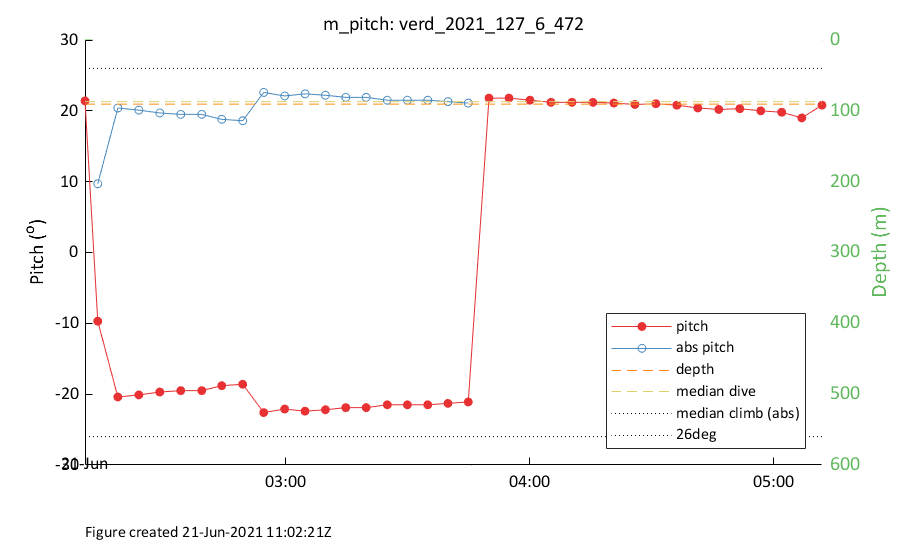 m_pitch: verd_2021_127_6_472
30
20
10
0
-10
-20
-30
Pitch (º)
0
100
200
300
400
500
600
Depth (m)
21-Jun
03:00
04:00
05:00
pitch
abs pitch
depth
median dive
median climb (abs)
26deg
Figure created 21-Jun-2021 11:02:21Z